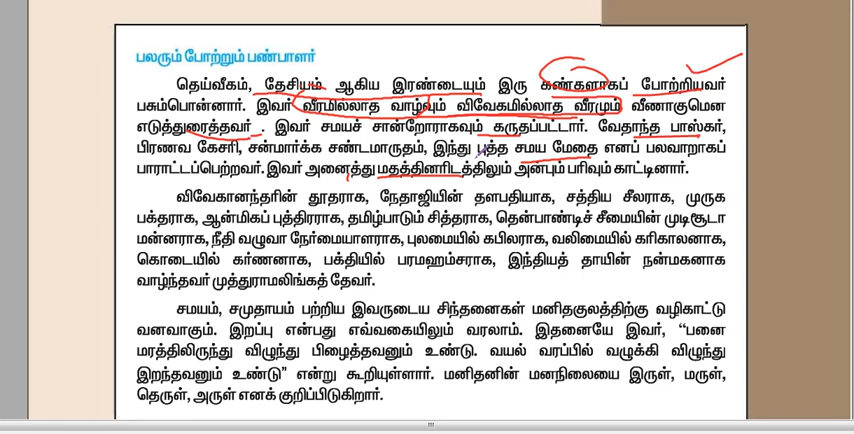 பலரும் போற்றும் பண்பாளர்
தெய்வீகம், தேசியம் ஆகிய இரண்டையும் இரு கண்களாகப் போற்றியவர்
பசும்பொன்னார். இவர் வீரமில்லாத வாழ்வும் விவேகமில்லாத வீரமும் வீணாகுமென
எடுத்துரைத்தவர் . இவர் சமயச் சான்றோராகவும் கருதப்பட்டார். வேதாந்த பாஸ்கர்,
பிரணவ கேசரி, சன்மார்க்க சண்டமாருதம், இந்து புத்த சமய மேதை எனப் பலவாறாகப்
பாராட்டப்பெற்றவர். இவர் அனைத்து மதத்தினரிடத்திலும் அன்பும் பரிவும் காட்டினார்.
விவேகானந்தரின் தூதராக, நேதாஜியின் தளபதியாக, சத்திய சீலராக, முருக
பக்தராக, ஆன்மிகப் புத்திரராக, தமிழ்பாடும் சித்தராக, தென்பாண்டிச் சீமையின் முடிசூடா
மன்னராக, நீதி வழுவா நேர்மையாளராக, புலமையில் கபிலராக, வலிமையில் கரிகாலனாக,
கொடையில் கர்ணனாக, பக்தியில் பரமஹம்சராக, இந்தியத் தாயின் நன்மகனாக
வாழ்ந்தவர் முத்துராமலிங்கத் தேவர்.
சமயம், சமுதாயம் பற்றிய இவருடைய சிந்தனைகள் மனிதகுலத்திற்கு வழிகாட்டு
வனவாகும். இறப்பு என்பது எவ்வகையிலும் வரலாம். இதனையே இவர், “பனை
மரத்திலிருந்து விழுந்து பிழைத்தவனும் உண்டு. வயல் வரப்பில் வழுக்கி விழுந்து
இறந்தவனும் உண்டு” என்று கூறியுள்ளார். மனிதனின் மனநிலையை இருள், மருள்,
தெருள், அருள் எனக் குறிப்பிடுகிறார்.